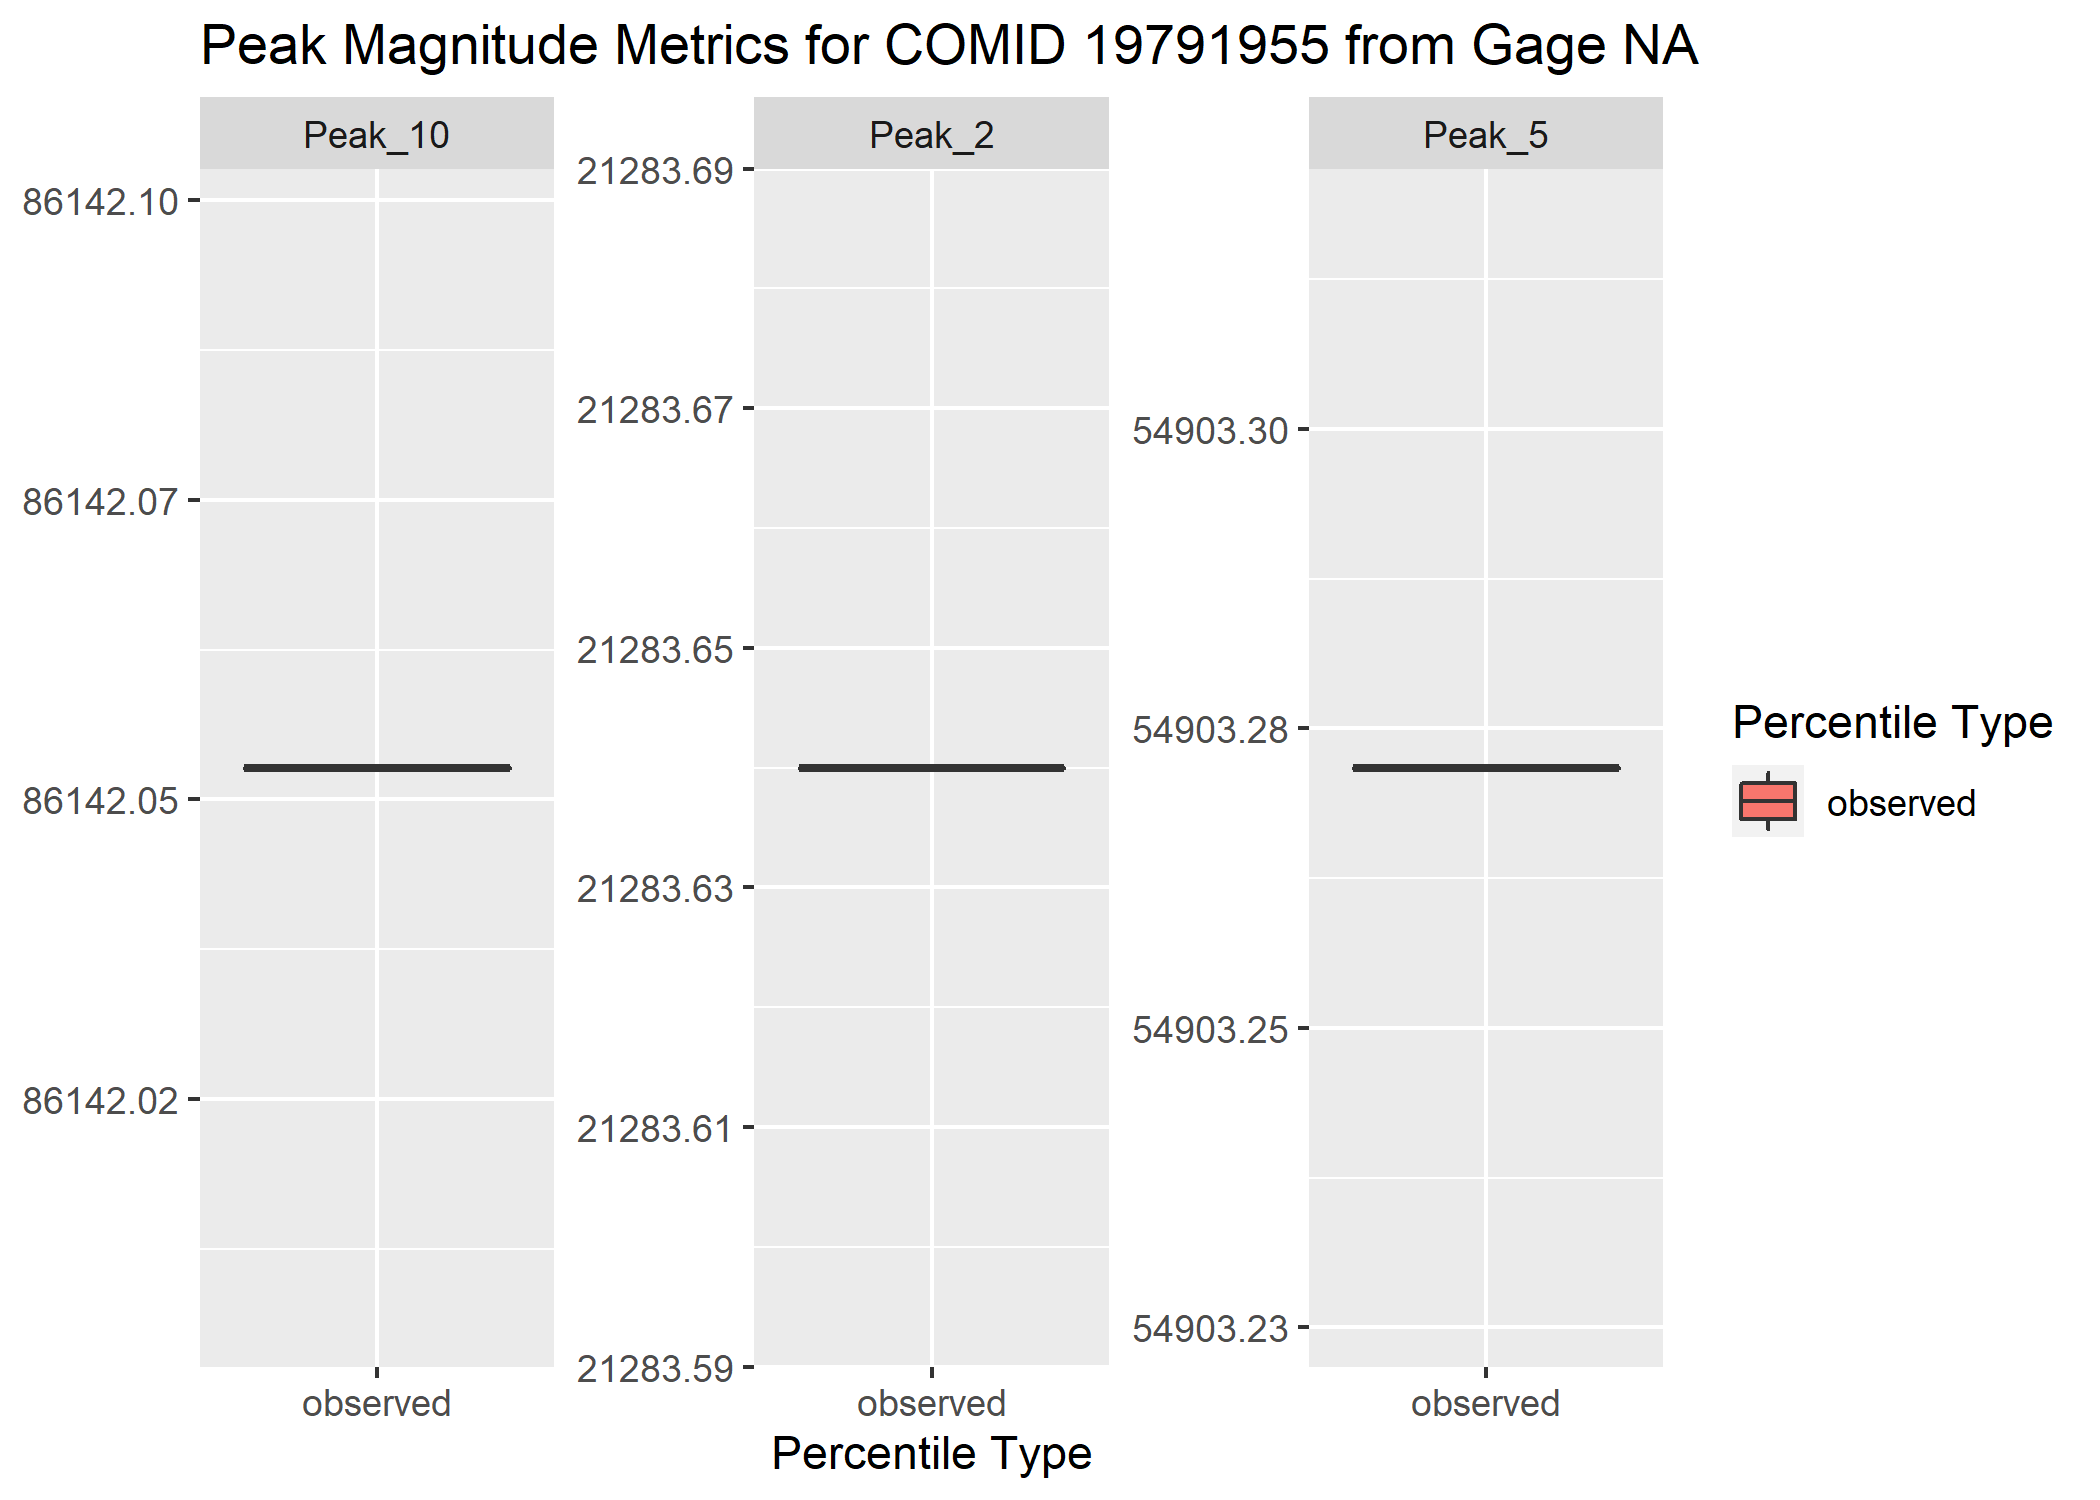 Peak Magnitude Metrics for COMID 19791955 from Gage NA
Peak_10
Peak_2
Peak_5
86142.10
86142.07
86142.05
86142.02
21283.69
21283.67
21283.65
21283.63
21283.61
21283.59
54903.30
54903.28
54903.25
54903.23
observed
observed
observed
Percentile Type
Percentile Type
observed